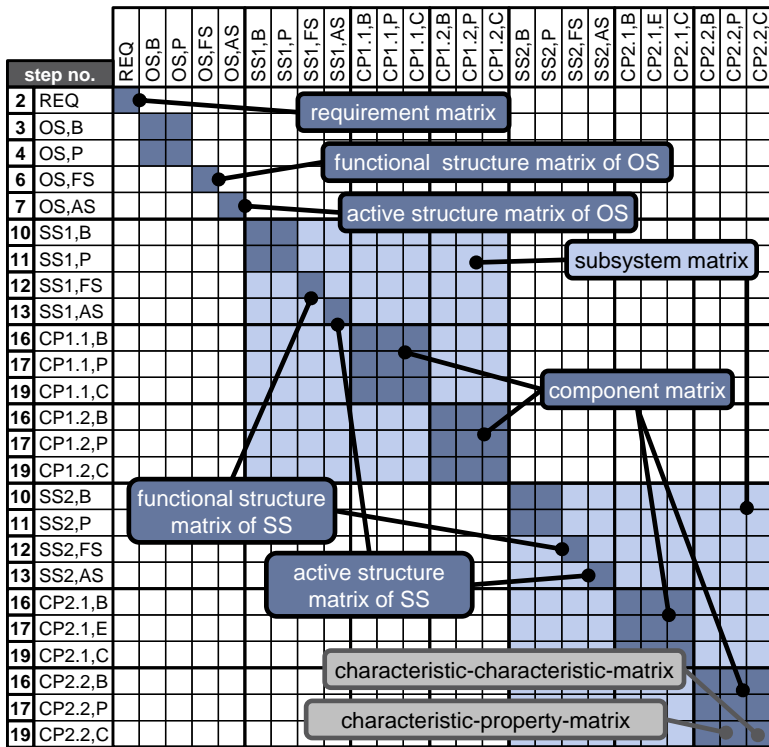 REQ OS,B OS,P OS,FS OS,AS SS1,B SS1,P SS1,FS SS1,AS CP1.1,B CP1.1,P CP1.1,C CP1.2,B CP1.2,P CP1.2,C SS2,B SS2,P SS2,FS SS2,AS CP2.1,B CP2.1,E CP2.1,C CP2.2,B CP2.2,P CP2.2,C
step no.
2 REQ
requirement matrix
3 OS,B
4 OS,P
functional structure matrix of OS
6 OS,FS
7 OS,AS
active structure matrix of OS
10 SS1,B
11 SS1,P
subsystem matrix
12 SS1,FS
13 SS1,AS
16 CP1.1,B
17 CP1.1,P
19 CP1.1,C
component matrix
16 CP1.2,B
17 CP1.2,P
19 CP1.2,C
10 SS2,B
functional structure
matrix of SS
11 SS2,P
12 SS2,FS
13 SS2,AS
active structure
matrix of SS
16 CP2.1,B
17 CP2.1,E
19 CP2.1,C
characteristic-characteristic-matrix
16 CP2.2,B
17 CP2.2,P
characteristic-property-matrix
19 CP2.2,C